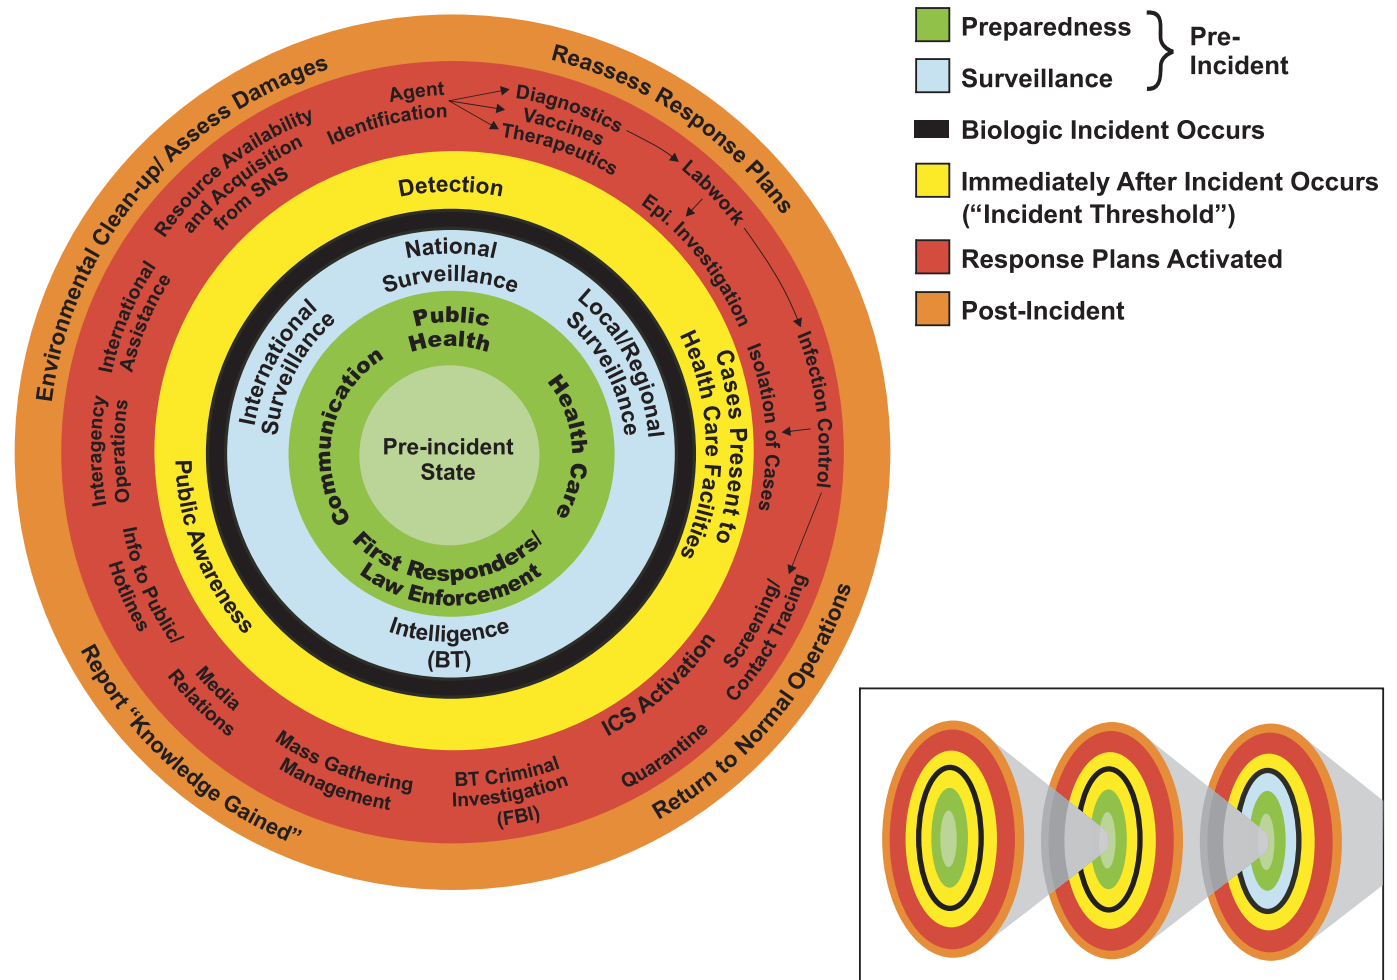 Environmental Clean-up/ Assess Damages
Reassess Response Plans
Return to Normal Operations
Report “Knowledge Gained”
Agent
Identification
Diagnostics
Vaccines
Therapeutics
Labwork
Epi. Investigation
Infection Control
Isolation of Cases
Screening/
Contact Tracing
Quarantine
ICS Activation
BT Criminal
Investigation
(FBI)
Mass Gathering
Management
Media
Relations
Info to Public/
Hotlines
Interagency
Operations
International
Assistance
Resource Availability
and Acquisition
from SNS
Detection
Cases Present to
Health Care Facilities
Public Awareness
National
Surveillance
Local/Regional
Surveillance
Intelligence
(BT)
International
Surveillance
Public
Health
Health Care
First Responders/
Law Enforcement
Communication
Pre-incident
State
Preparedness
Surveillance
Pre-
Incident
Biologic Incident Occurs
Immediately After Incident Occurs
(“Incident Threshold”)
Response Plans Activated
Post-Incident